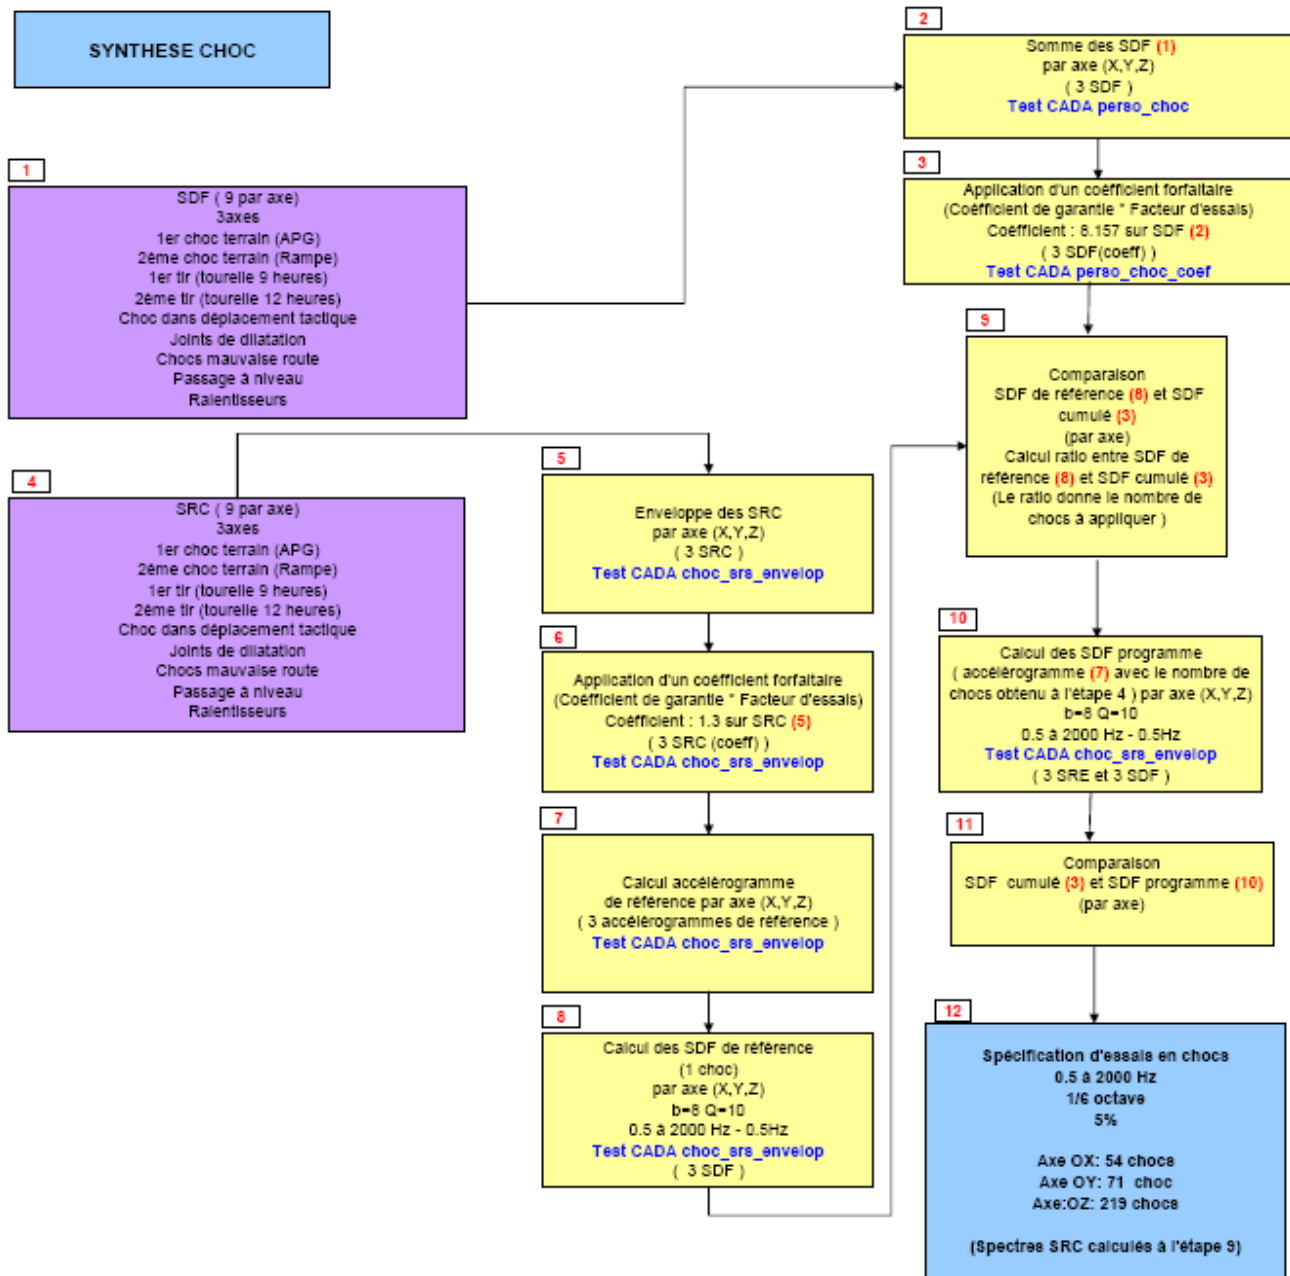 SYNTHESE CHOC
1
SDF ( 9 par axe)
3axes
1er choc terrain (APG)
2ème choc terrain (Rampe)
1er tir (tourelle 9 heures)
2ème tir (tourelle 12 heures)
Choc dans déplacement tactique
Joints de dilatation
Chocs mauvaise route
Passage à niveau
Ralentisseurs
2
Somme des SDF (1)
par axe (X,Y,Z)
( 3 SDF )
Test CADA perso_choc
3
Application d'un coéfficient forfaitaire
(Coéfficient de garantie * Facteur d'essais)
Coéfficient : 8.157 sur SDF (2)
( 3 SDF(coeff) )
Test CADA perso_choc_coef
4
SRC ( 9 par axe)
3axes
1er choc terrain (APG)
2ème choc terrain (Rampe)
1er tir (tourelle 9 heures)
2ème tir (tourelle 12 heures)
Choc dans déplacement tactique
Joints de dilatation
Chocs mauvaise route
Passage à niveau
Ralentisseurs
5
Enveloppe des SRC
par axe (X,Y,Z)
( 3 SRC )
Test CADA choc_srs_envelop
6
Application d'un coéfficient forfaitaire
(Coéfficient de garantie * Facteur d'essais)
Coéfficient : 1.3 sur SRC (5)
( 3 SRC (coeff) )
Test CADA choc_srs_envelop
7
Calcul accélérogramme
de référence par axe (X,Y,Z)
( 3 accélérogrammes de référence )
Test CADA choc_srs_envelop
8
Calcul des SDF de référence
(1 choc)
par axe (X,Y,Z)
b=8 Q=10
0.5 à 2000 Hz - 0.5Hz
Test CADA choc_srs_envelop
( 3 SDF )
9
Comparaison
SDF de référence (8) et SDF
cumulé (3)
(par axe)
Calcul ratio entre SDF de
référence (8) et SDF cumulé (3)
(Le ratio donne le nombre de
chocs à appliquer )
10
Calcul des SDF programme
( accélérogramme (7) avec le nombre de
chocs obtenu à l'étape 4 ) par axe (X,Y,Z)
b=8 Q=10
0.5 à 2000 Hz - 0.5Hz
Test CADA choc_srs_envelop
( 3 SRE et 3 SDF )
11
Comparaison
SDF cumulé (3) et SDF programme (10)
(par axe)
12
Spécification d'essais en chocs
0.5 à 2000 Hz
1/6 octave
5%
Axe OX: 54 chocs
Axe OY: 71 choc
Axe:OZ: 219 chocs
(Spectres SRC calculés à l'étape 9)